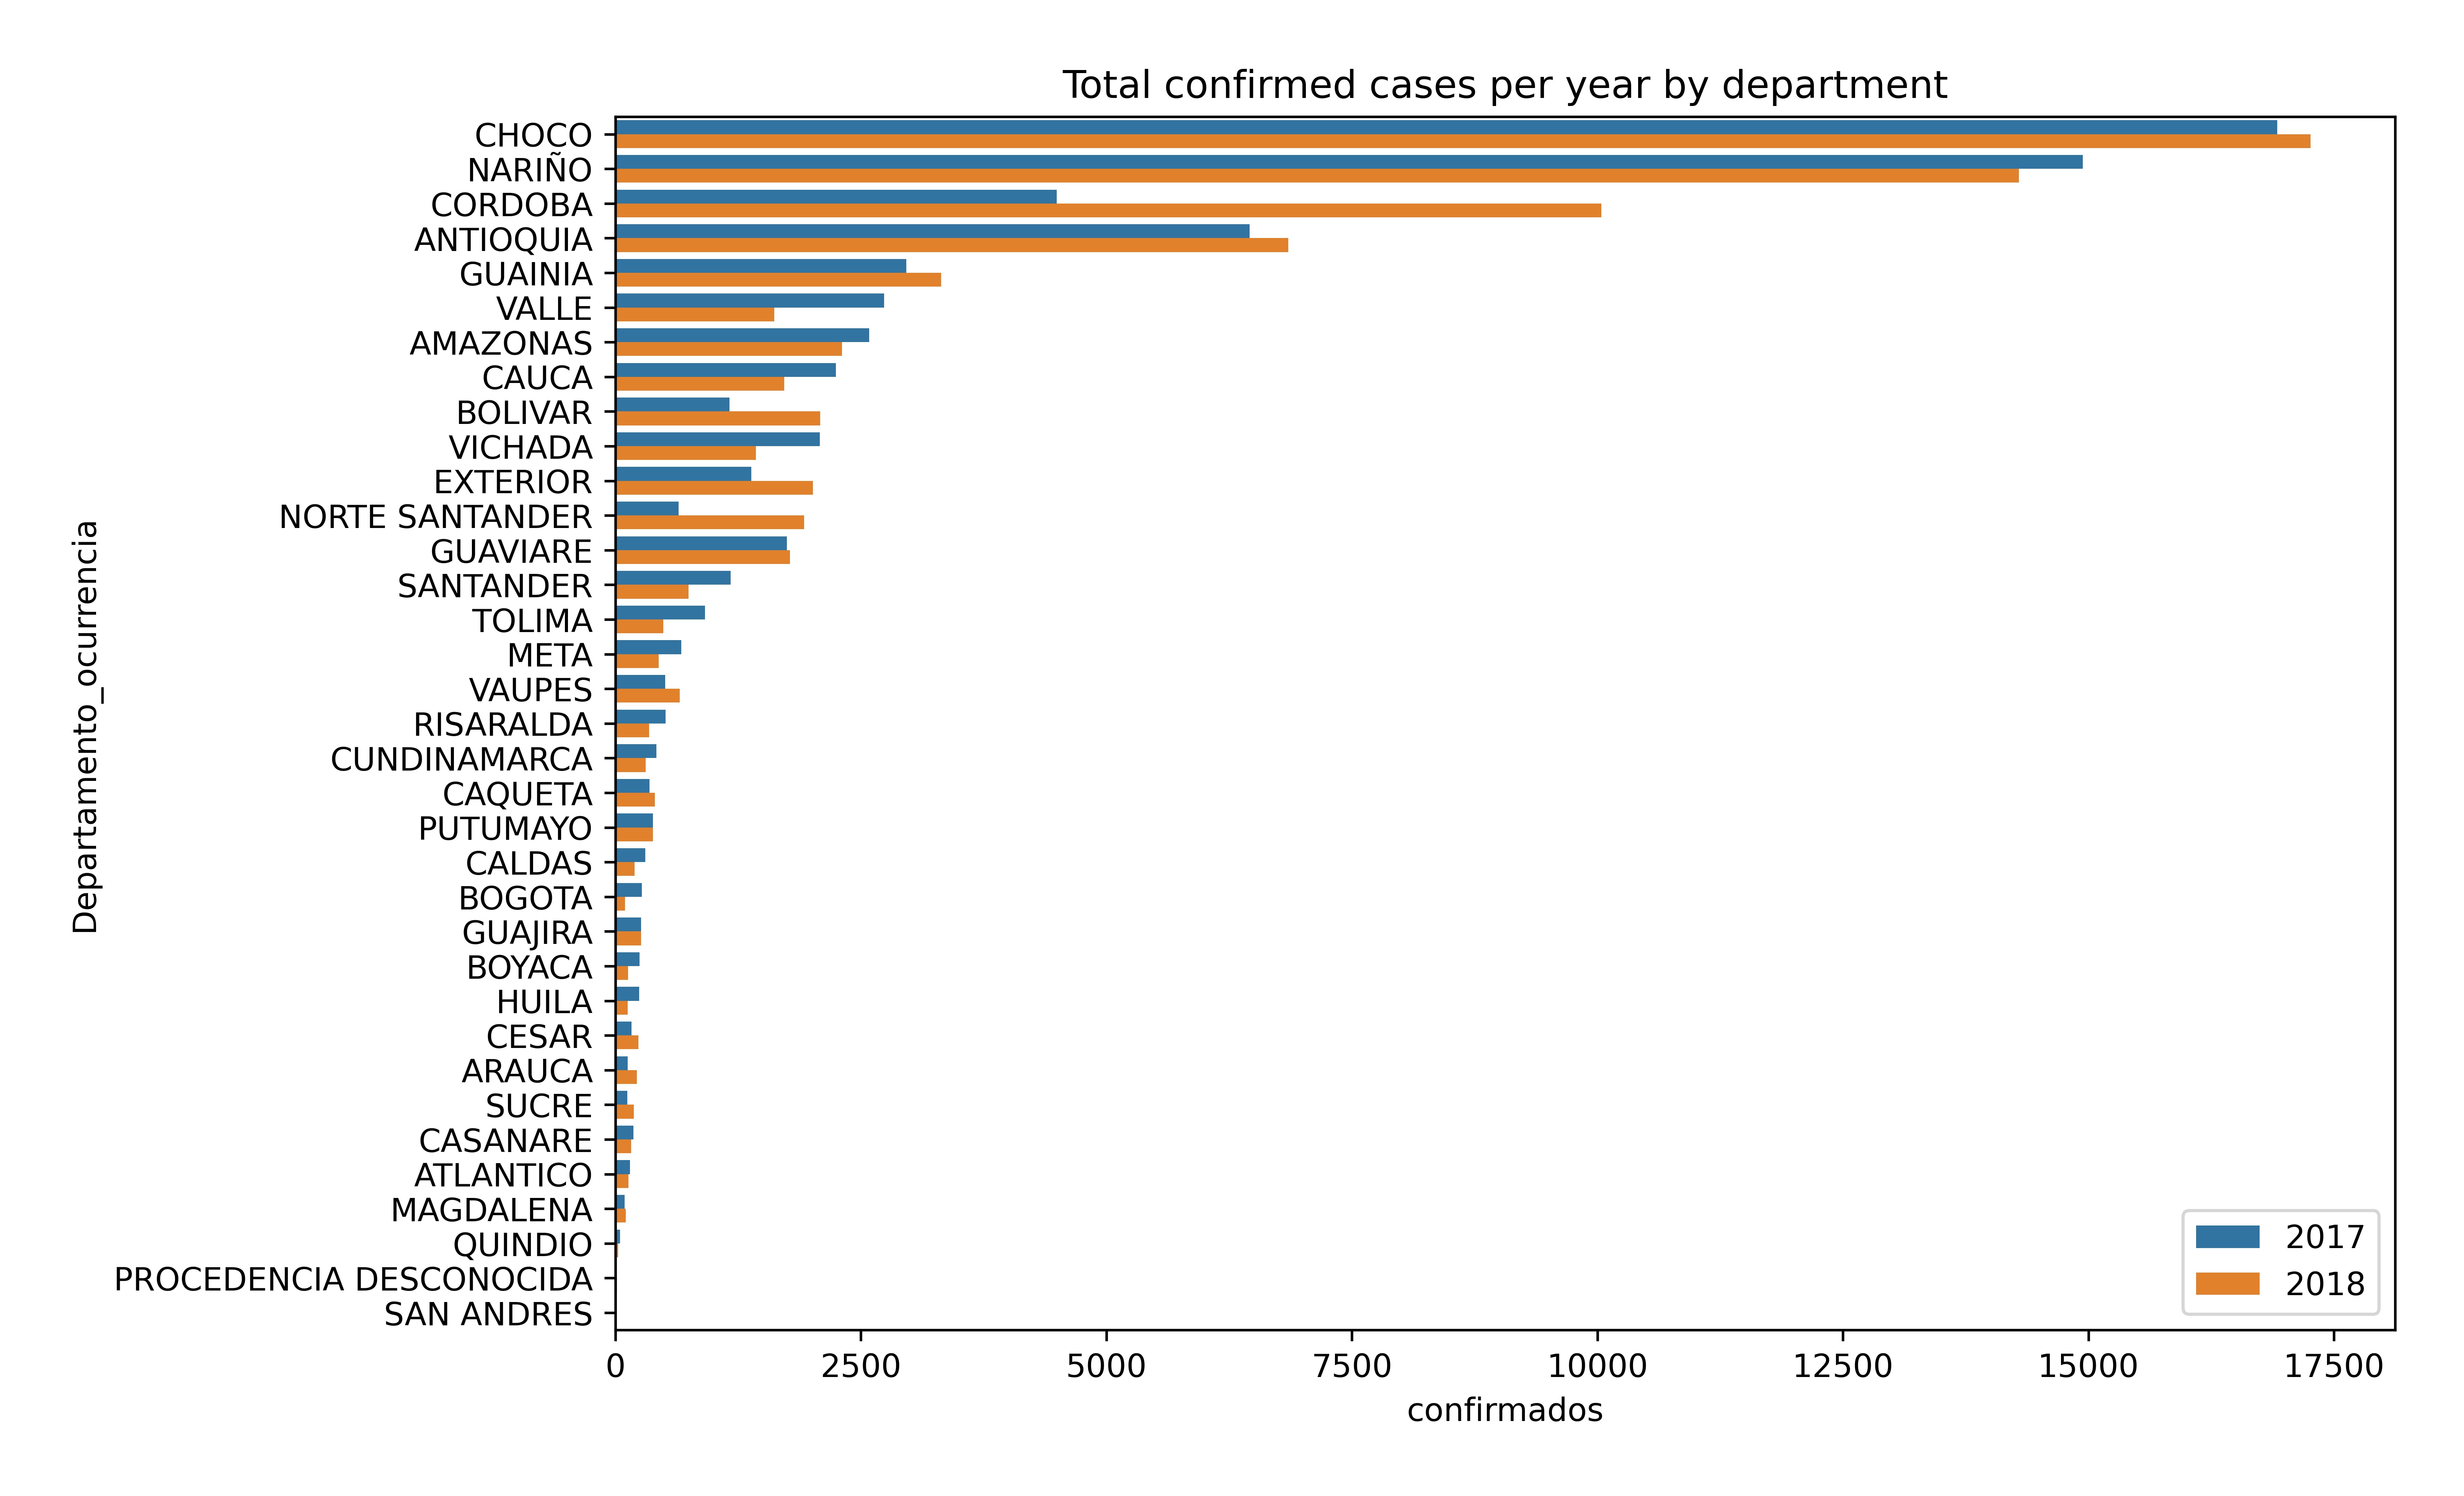 Total confirmed cases per year by department
CHOCO
NARIÑO
CORDOBA
ANTIOQUIA
GUAINIA
VALLE
AMAZONAS
CAUCA
BOLIVAR
VICHADA
EXTERIOR
NORTE SANTANDER
GUAVIARE
SANTANDER
TOLIMA
META
VAUPES
RISARALDA
CUNDINAMARCA
CAQUETA
PUTUMAYO
CALDAS
BOGOTA
GUAJIRA
BOYACA
HUILA
CESAR
ARAUCA
SUCRE
CASANARE
ATLANTICO
MAGDALENA
QUINDIO
PROCEDENCIA DESCONOCIDA
SAN ANDRES
Departamento_ocurrencia
0 2500 5000 7500 10000 12500 15000 17500
confirmados
2017
2018